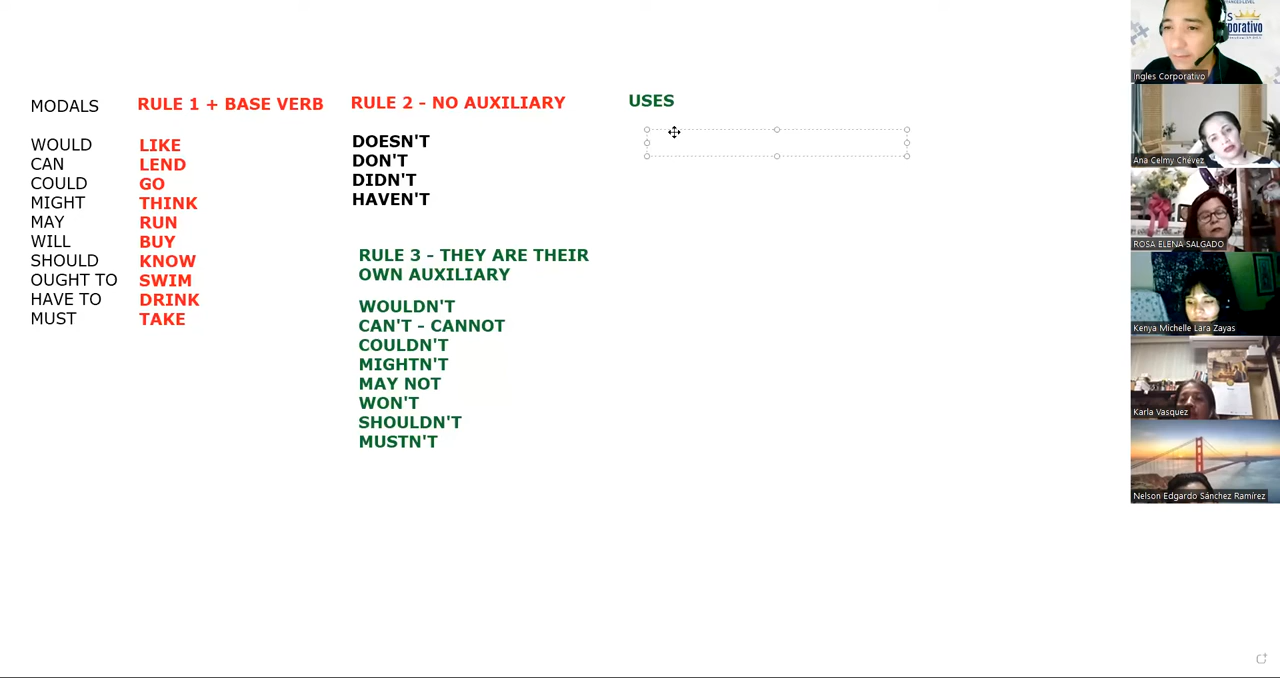 MODALS
WOULD
CAN
COULD
MIGHT
MAY
WILL
SHOULD
OUGHT TO
HAVE TO
MUST
RULE 1 + BASE VERB
LIKE
LEND
GO
THINK
RUN
BUY
KNOW
SWIM
DRINK
TAKE
RULE 2 - NO AUXILIARY
DOESN'T
DON'T
DIDN'T
HAVEN'T
RULE 3 - THEY ARE THEIR
OWN AUXILIARY
WOULDN'T
CAN'T - CANNOT
COULDN'T
MIGHTN'T
MAY NOT
WON'T
SHOULDN'T
MUSTN'T
USES
Ingles Corporativo
Ana Celmy Chévez
ROSA ELENA SALGADO
Kenya Michelle Lara Zayas
Karla Vasquez
Nelson Edgardo Sánchez Ramírez